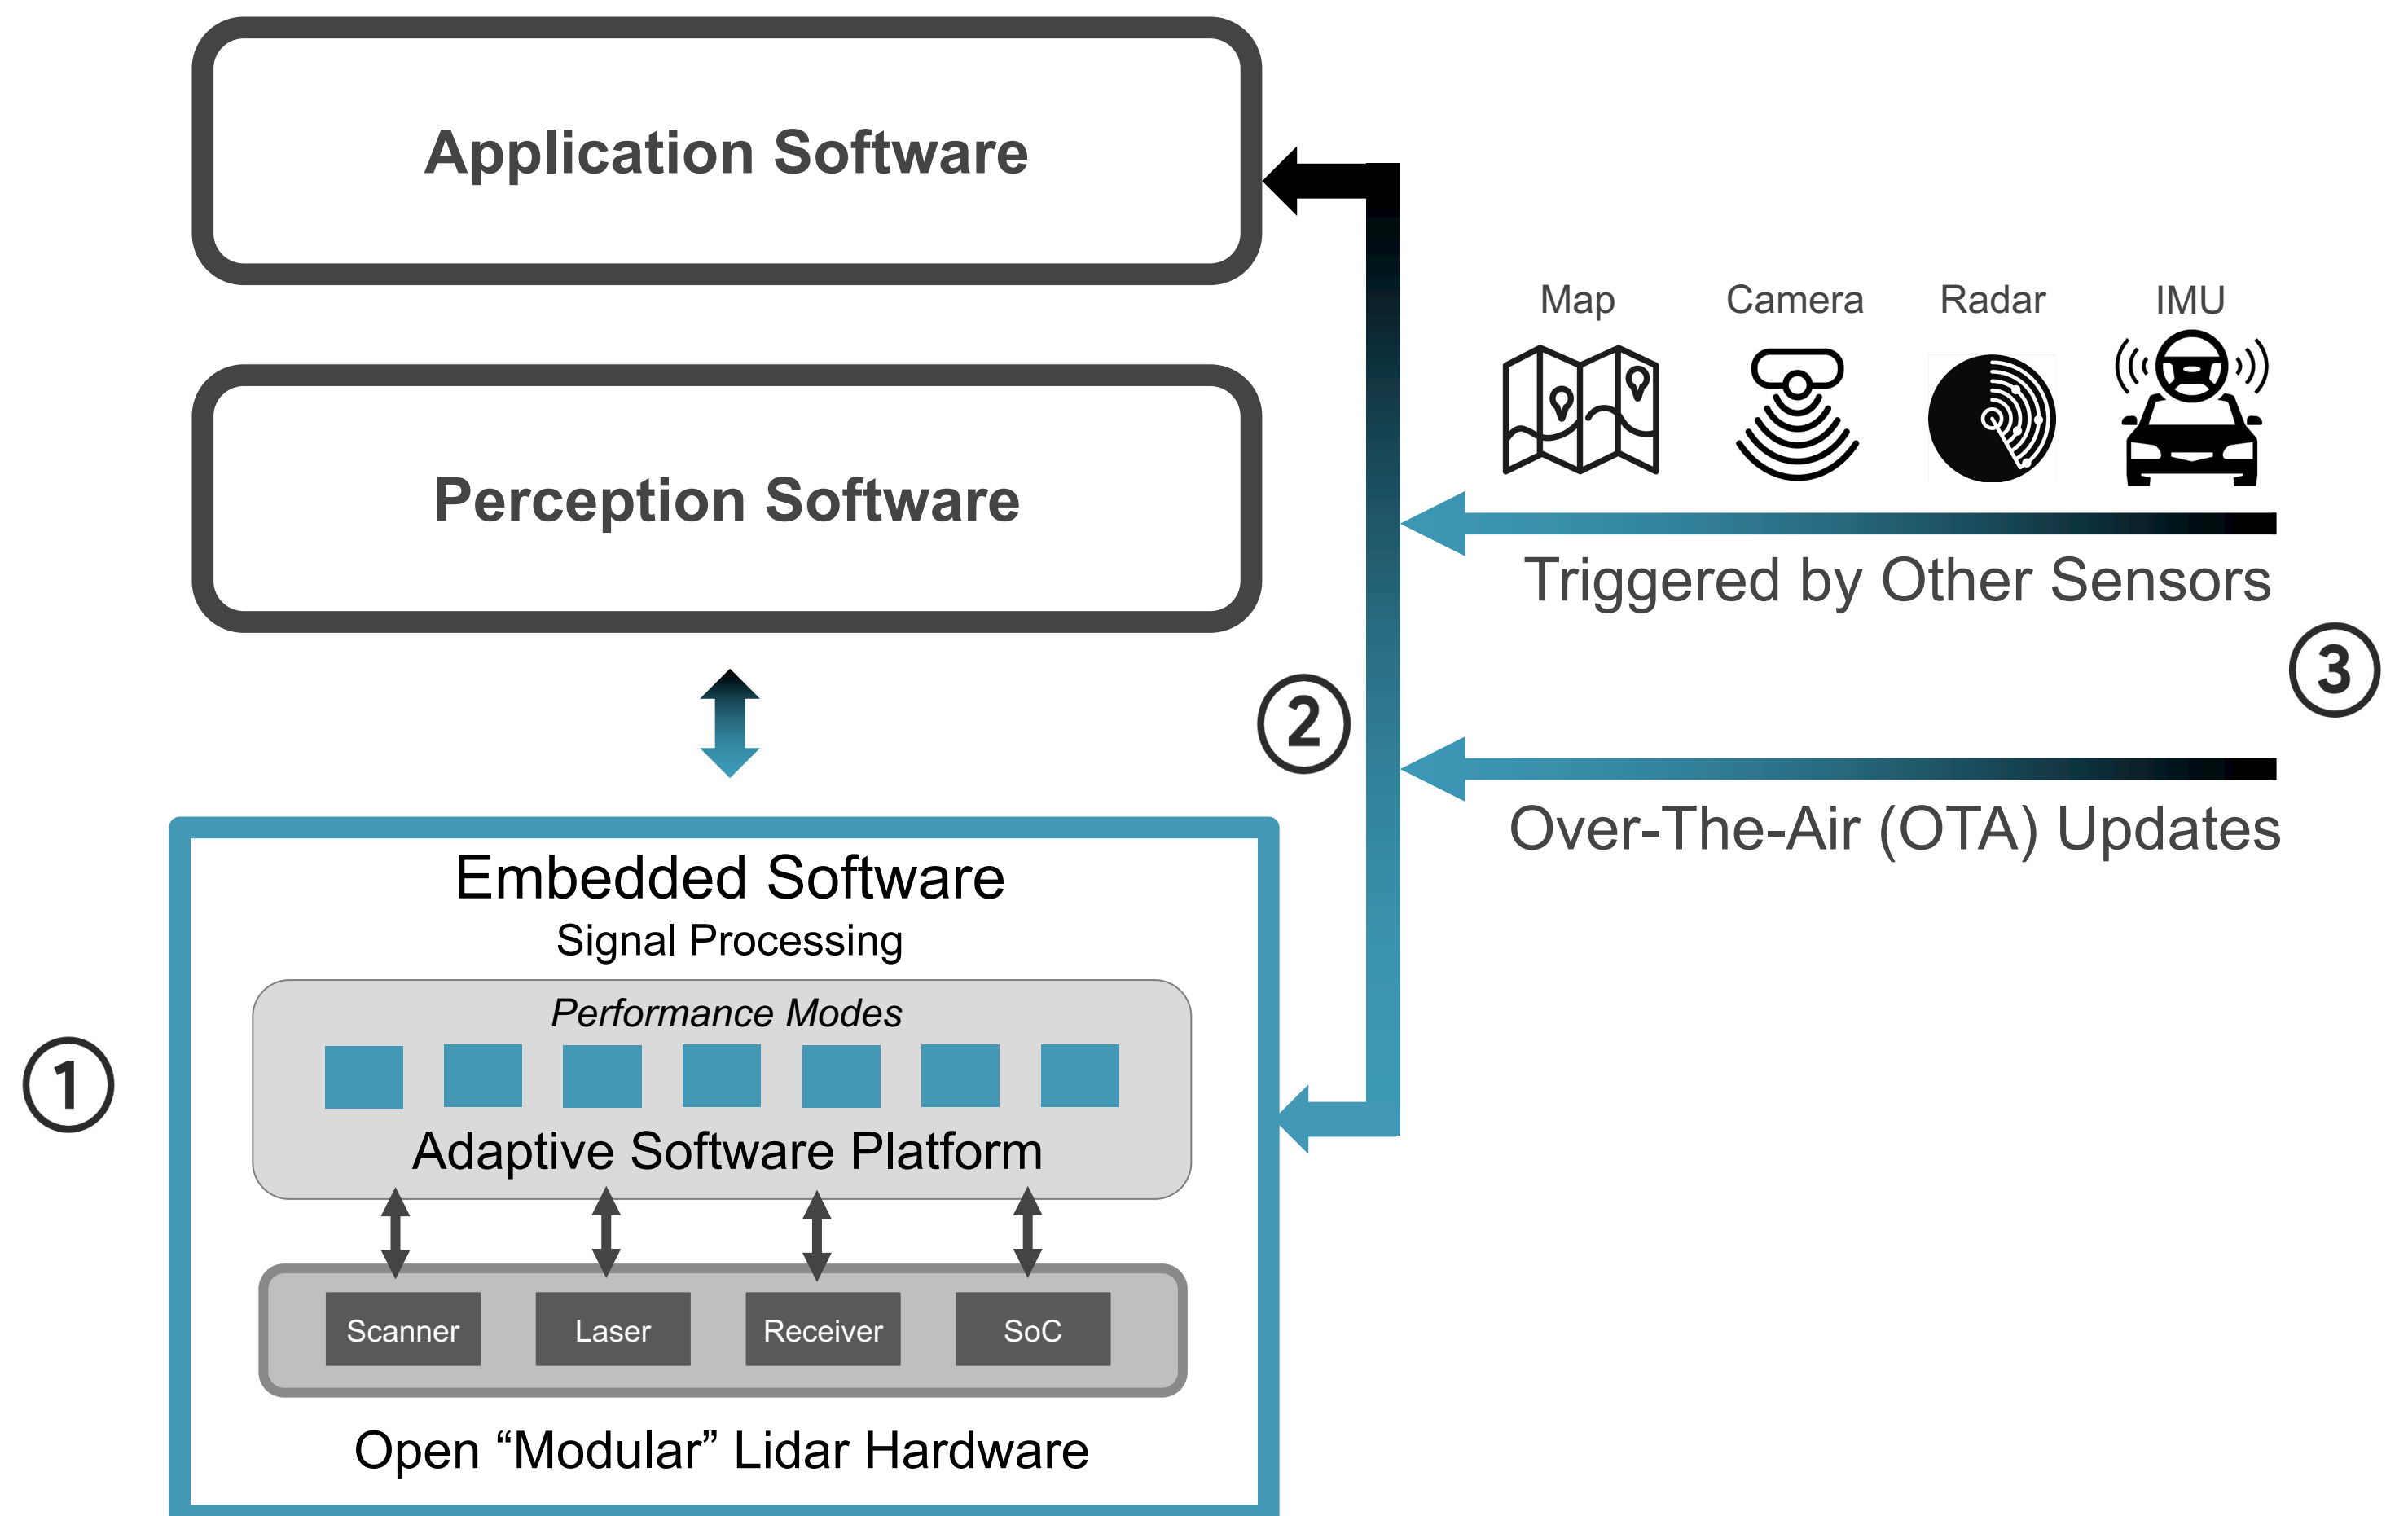 Application Software
Map Camera Radar IMU
Perception Software
Triggered by Other Sensors
3
2
Over-The-Air (OTA) Updates
Embedded Software
Signal Processing
Performance Modes
1
Adaptive Software Platform
Scanner Laser Receiver SoC
Open “Modular” Lidar Hardware